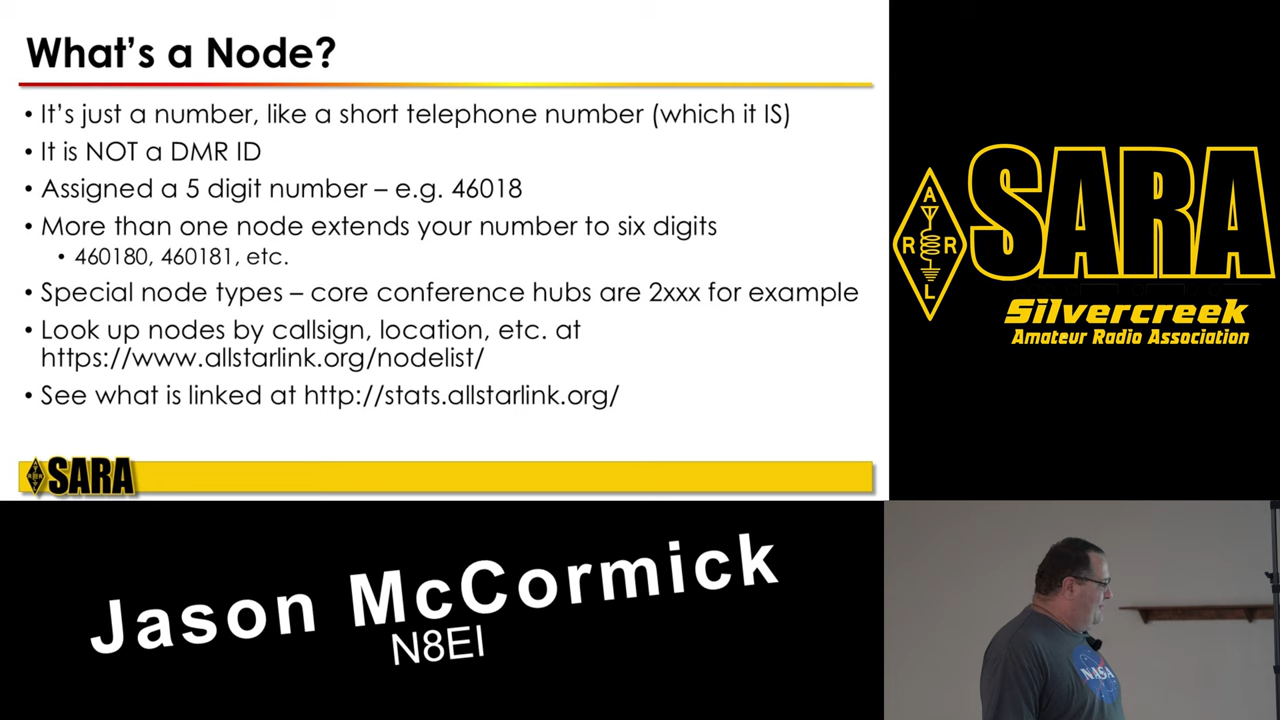 What's a Node?
• It's just a number, like a short telephone number (which it IS)
• It is NOT a DMR ID
• Assigned a 5 digit number – e.g. 46018
• More than one node extends your number to six digits
• 460180, 460181, etc.
• Special node types – core conference hubs are 2xxx for example
• Look up nodes by callsign, location, etc. at
https://www.allstarlink.org/nodelist/
• See what is linked at http://stats.allstarlink.org/
SARA
A
R R
L
SARA
Silvercreek
Amateur Radio Association
Jason McCormick
N8EI
NASA